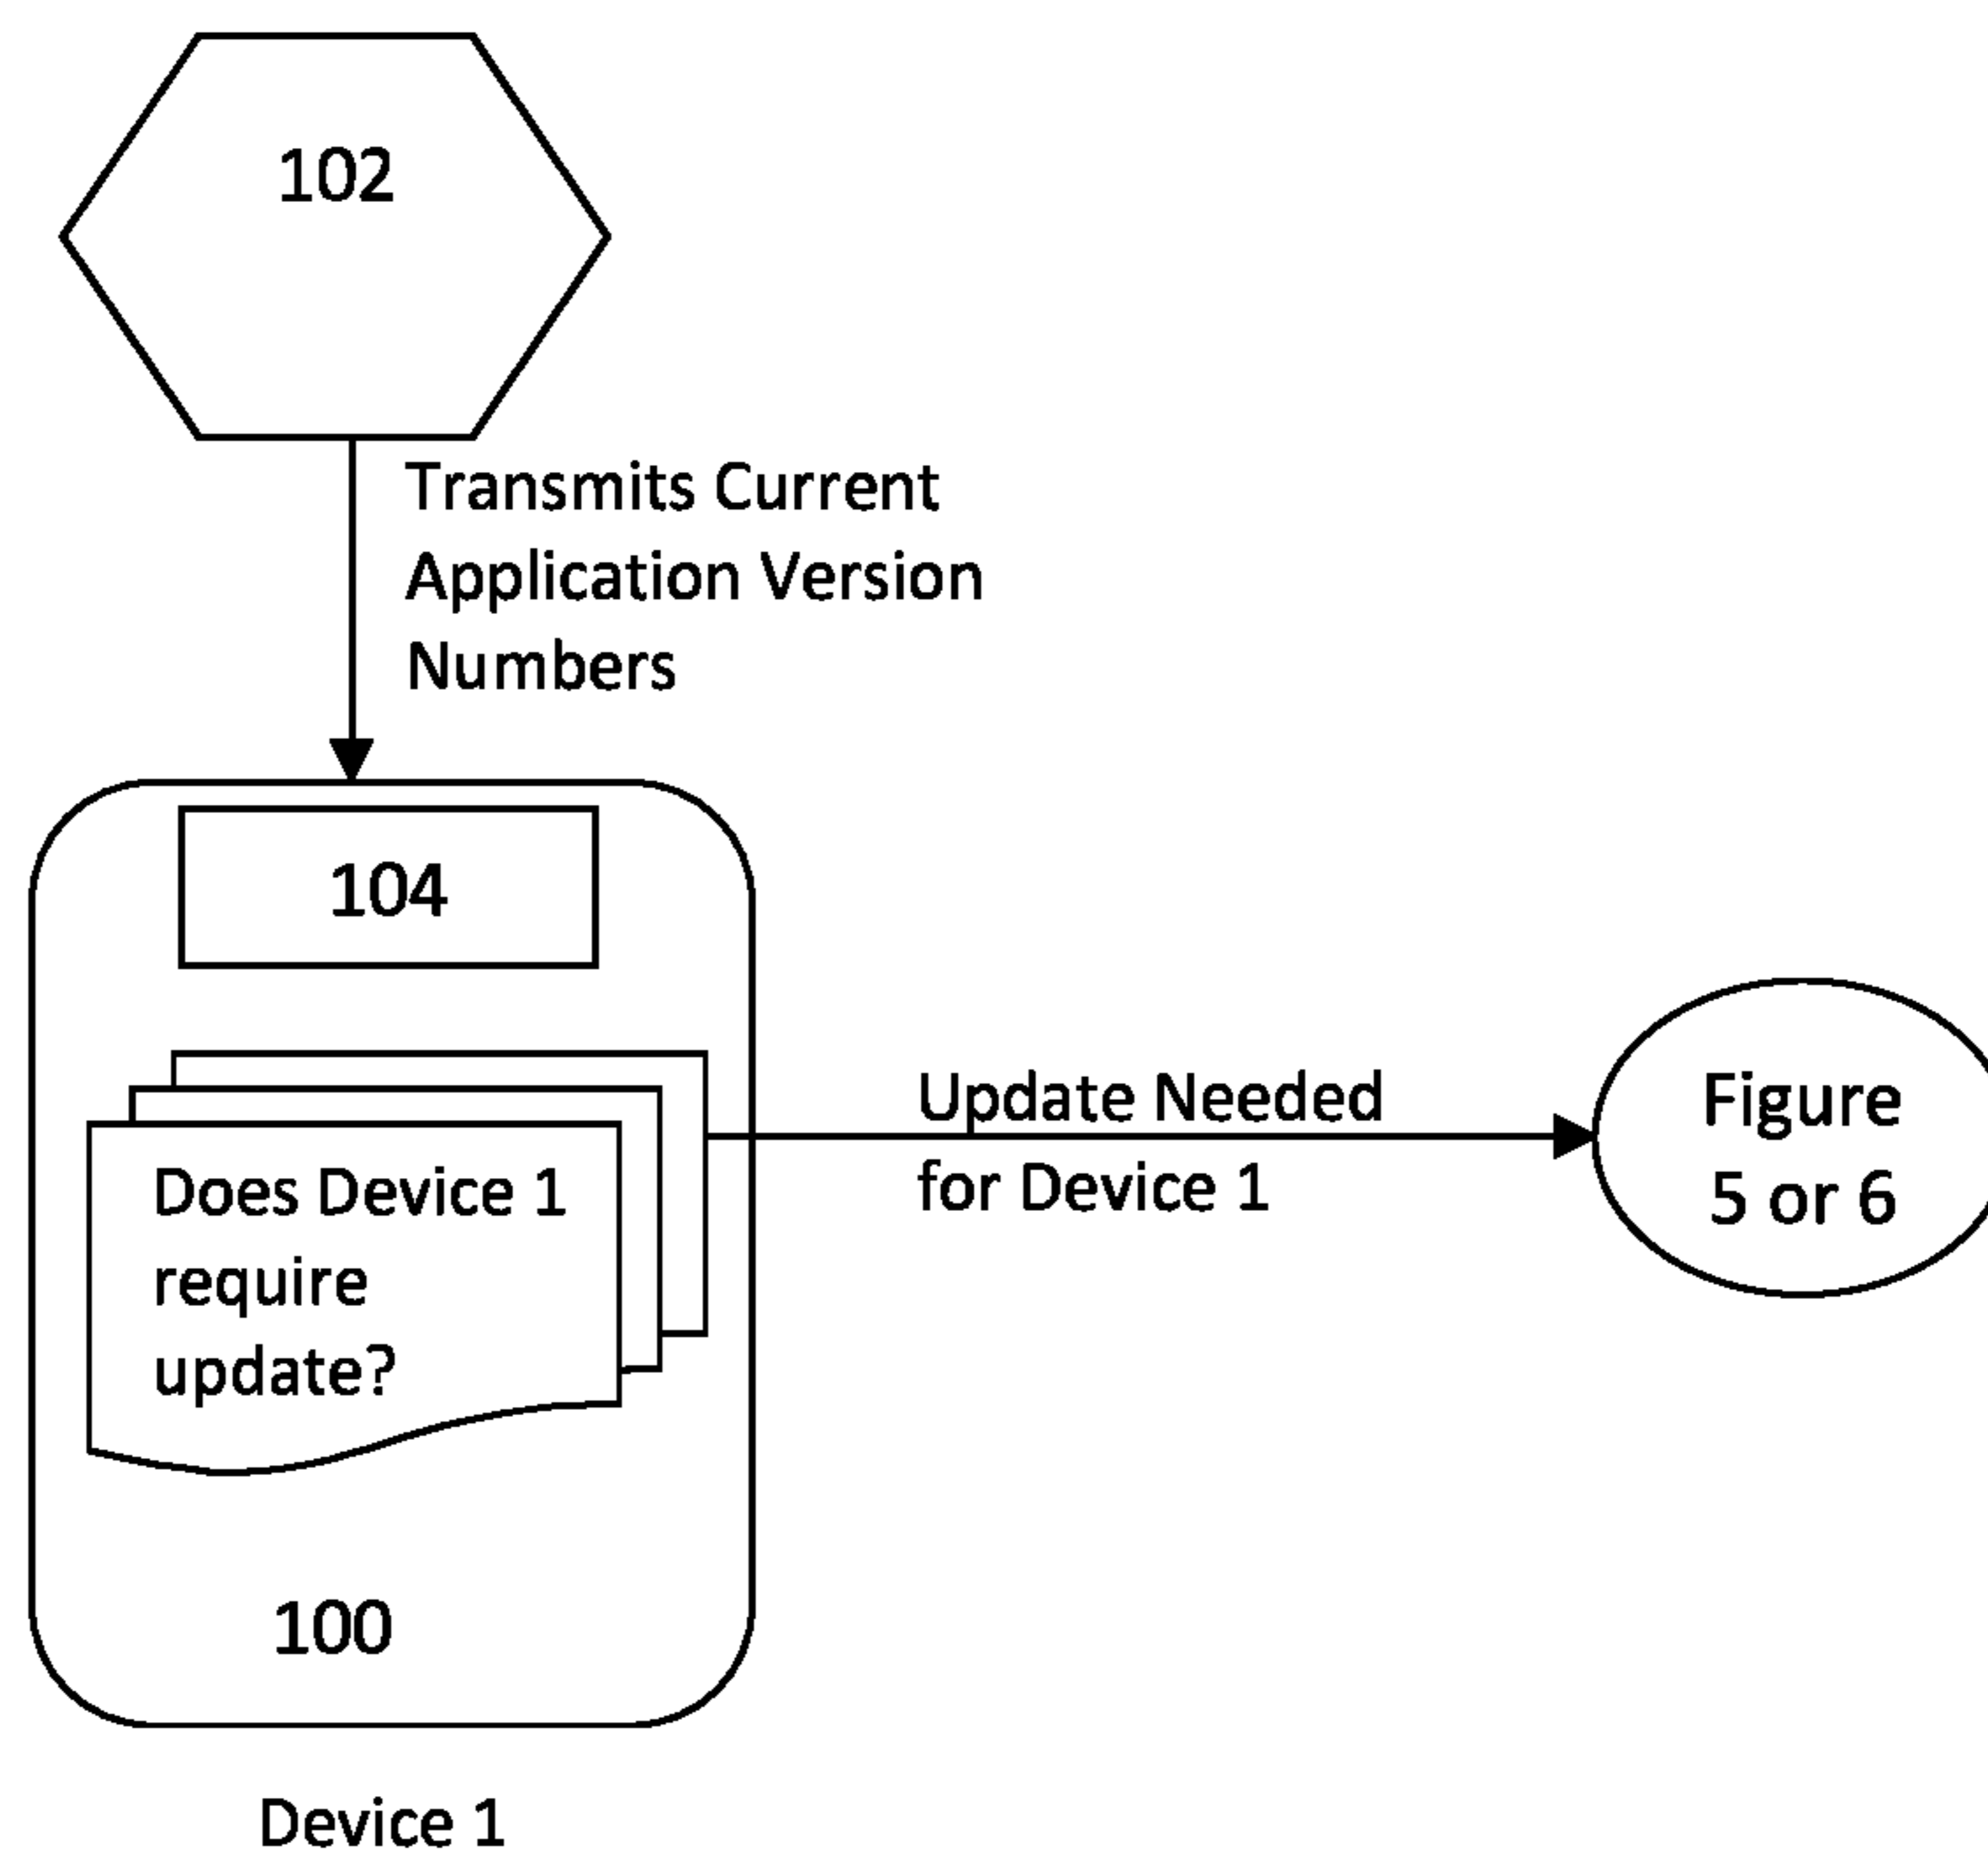 102
Transmits Current
Application Version
Numbers
104
Does Device 1
require
update?
Update Needed
for Device 1
Figure
5 or 6
100
Device 1